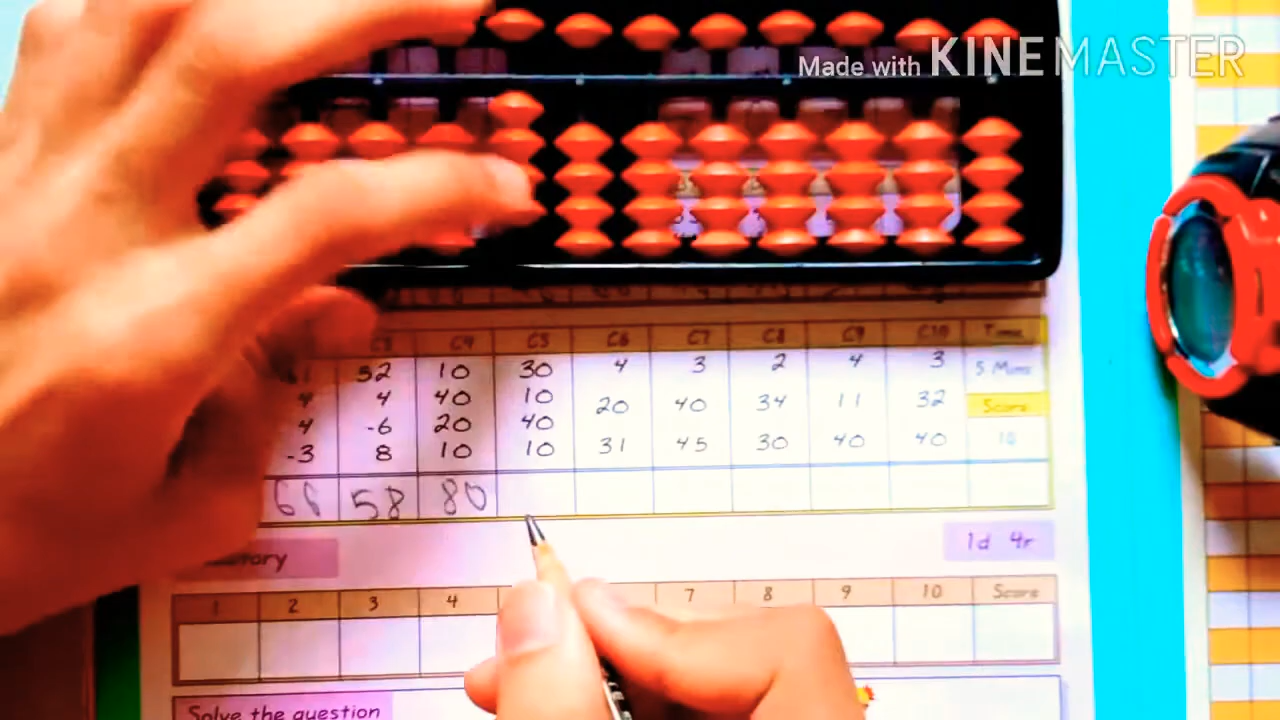 Made with KINEMASTER
C3 C4 C5 C6 C7 C8 C9 C10 Time
61 52 10 30 4 3 2 4 3 5 Mins
4 4 40 10 20 40 34 11 32 Score
4 -6 20 40 31 45 30 40 40 10
-3 8 10 10
66 58 80
1d 4r
1 2 3 4 7 8 9 10 Score
Solve the question